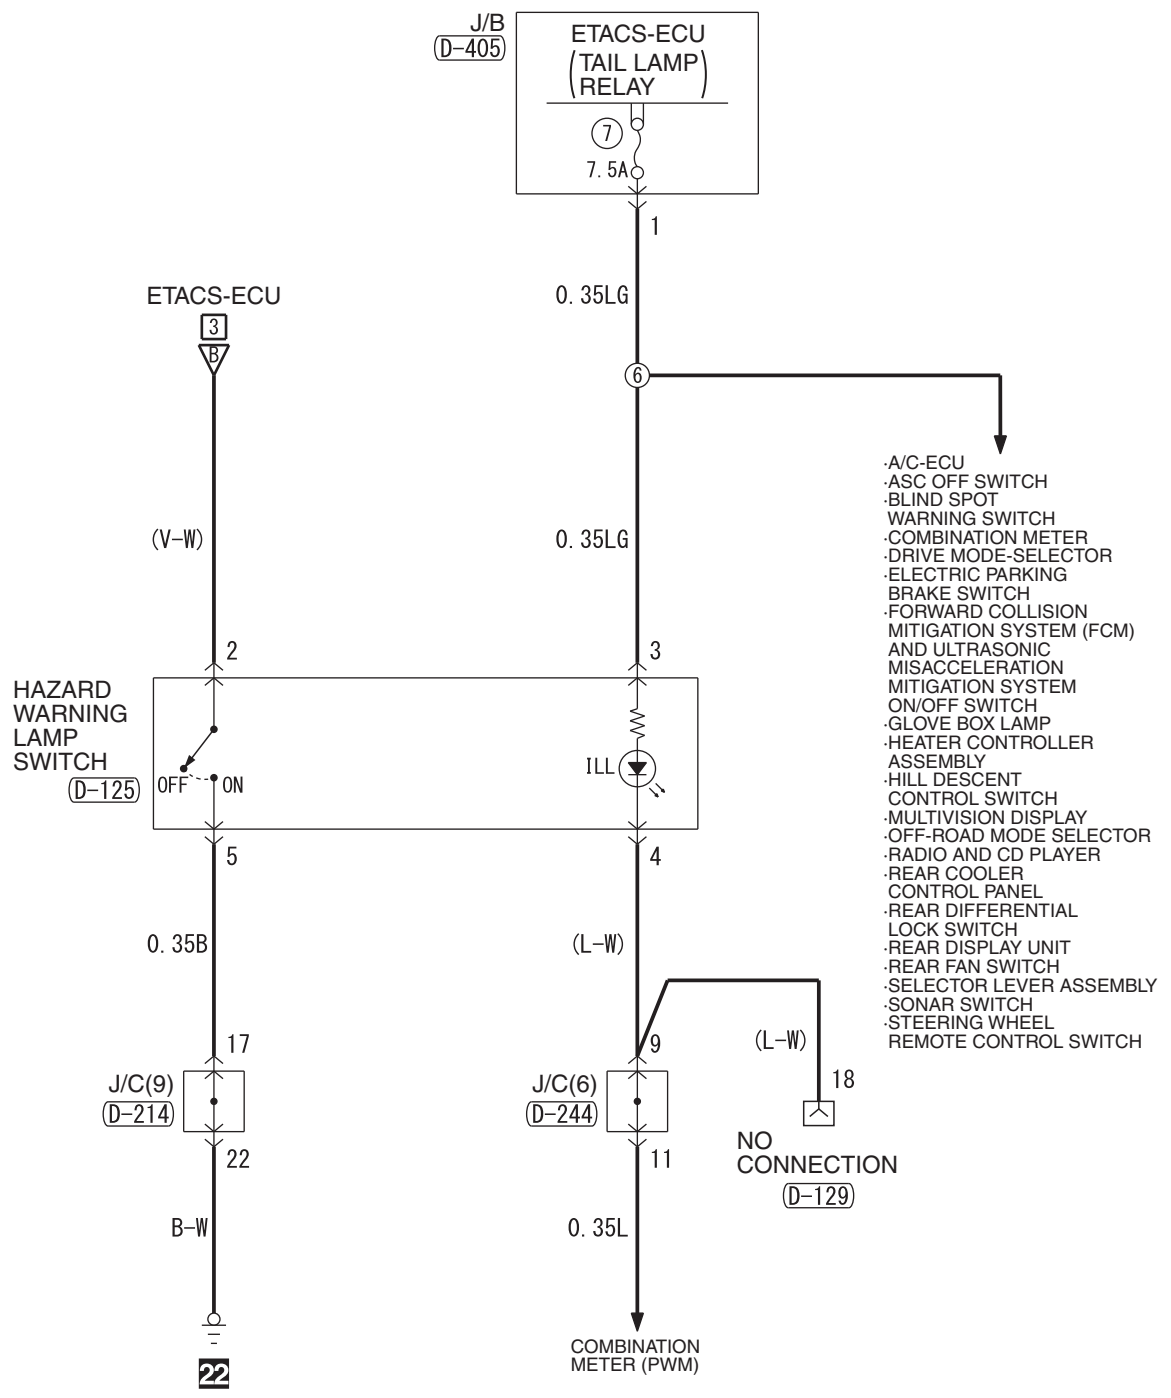 J/B
D-405
ETACS-ECU
(TAIL LAMP
RELAY)
7
7.5A
1
ETACS-ECU
3
B
0.35LG
6
·A/C-ECU
·ASC OFF SWITCH
·BLIND SPOT
WARNING SWITCH
·COMBINATION METER
·DRIVE MODE-SELECTOR
·ELECTRIC PARKING
BRAKE SWITCH
·FORWARD COLLISION
MITIGATION SYSTEM (FCM)
AND ULTRASONIC
MISACCELERATION
MITIGATION SYSTEM
ON/OFF SWITCH
·GLOVE BOX LAMP
·HEATER CONTROLLER
ASSEMBLY
·HILL DESCENT
CONTROL SWITCH
·MULTIVISION DISPLAY
·OFF-ROAD MODE SELECTOR
·RADIO AND CD PLAYER
·REAR COOLER
CONTROL PANEL
·REAR DIFFERENTIAL
LOCK SWITCH
·REAR DISPLAY UNIT
·REAR FAN SWITCH
·SELECTOR LEVER ASSEMBLY
·SONAR SWITCH
·STEERING WHEEL
REMOTE CONTROL SWITCH
(V-W)
0.35LG
2
3
HAZARD
WARNING
LAMP
SWITCH
D-125
OFF
ON
ILL
5
4
0.35B
(L-W)
(L-W)
17
9
18
J/C(9)
D-214
J/C(6)
D-244
NO
CONNECTION
D-129
22
11
B-W
0.35L
22
COMBINATION
METER (PWM)